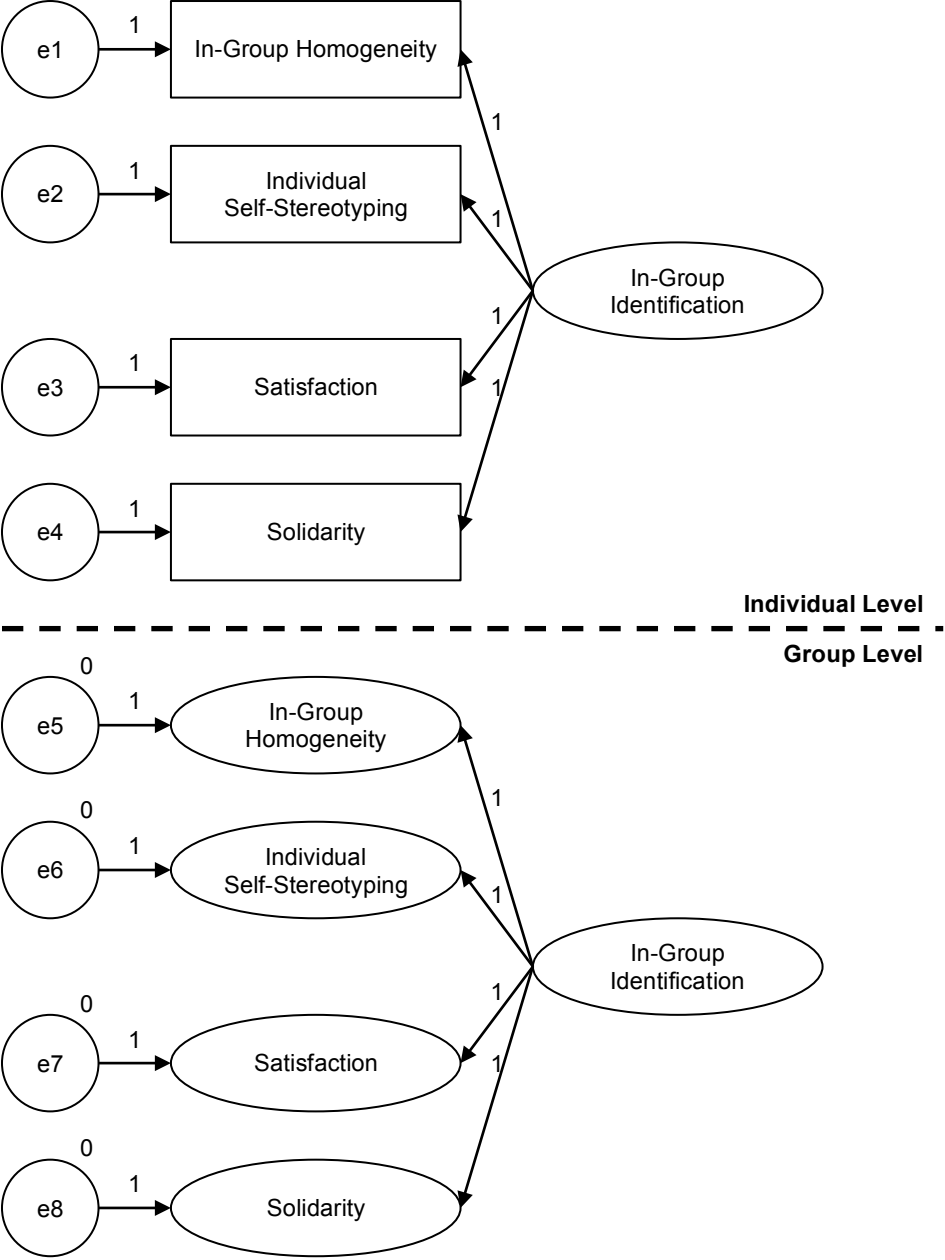 1
e1
In-Group Homogeneity
1
1
e2
Individual
Self-Stereotyping
1
In-Group
Identification
1
1
e3
Satisfaction
1
1
e4
Solidarity
Individual Level
Group Level
0
1
e5
In-Group
Homogeneity
1
0
1
e6
Individual
Self-Stereotyping
1
In-Group
Identification
1
0
1
e7
Satisfaction
1
0
1
e8
Solidarity